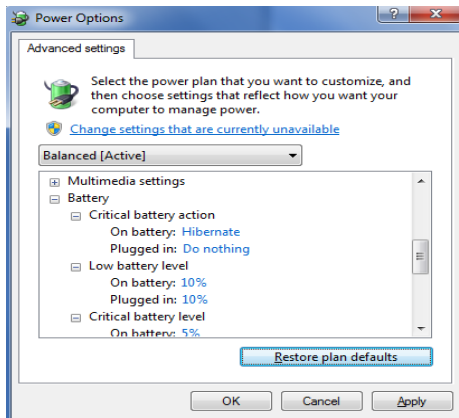 Power Options
?
Advanced settings
Select the power plan that you want to customize, and
then choose settings that reflect how you want your
computer to manage power.
Change settings that are currently unavailable
Balanced [Active]
Multimedia settings
Battery
Critical battery action
On battery: Hibernate
Plugged in: Do nothing
Low battery level
On battery: 10%
Plugged in: 10%
Critical battery level
On battery: 5%
Restore plan defaults
OK Cancel Apply